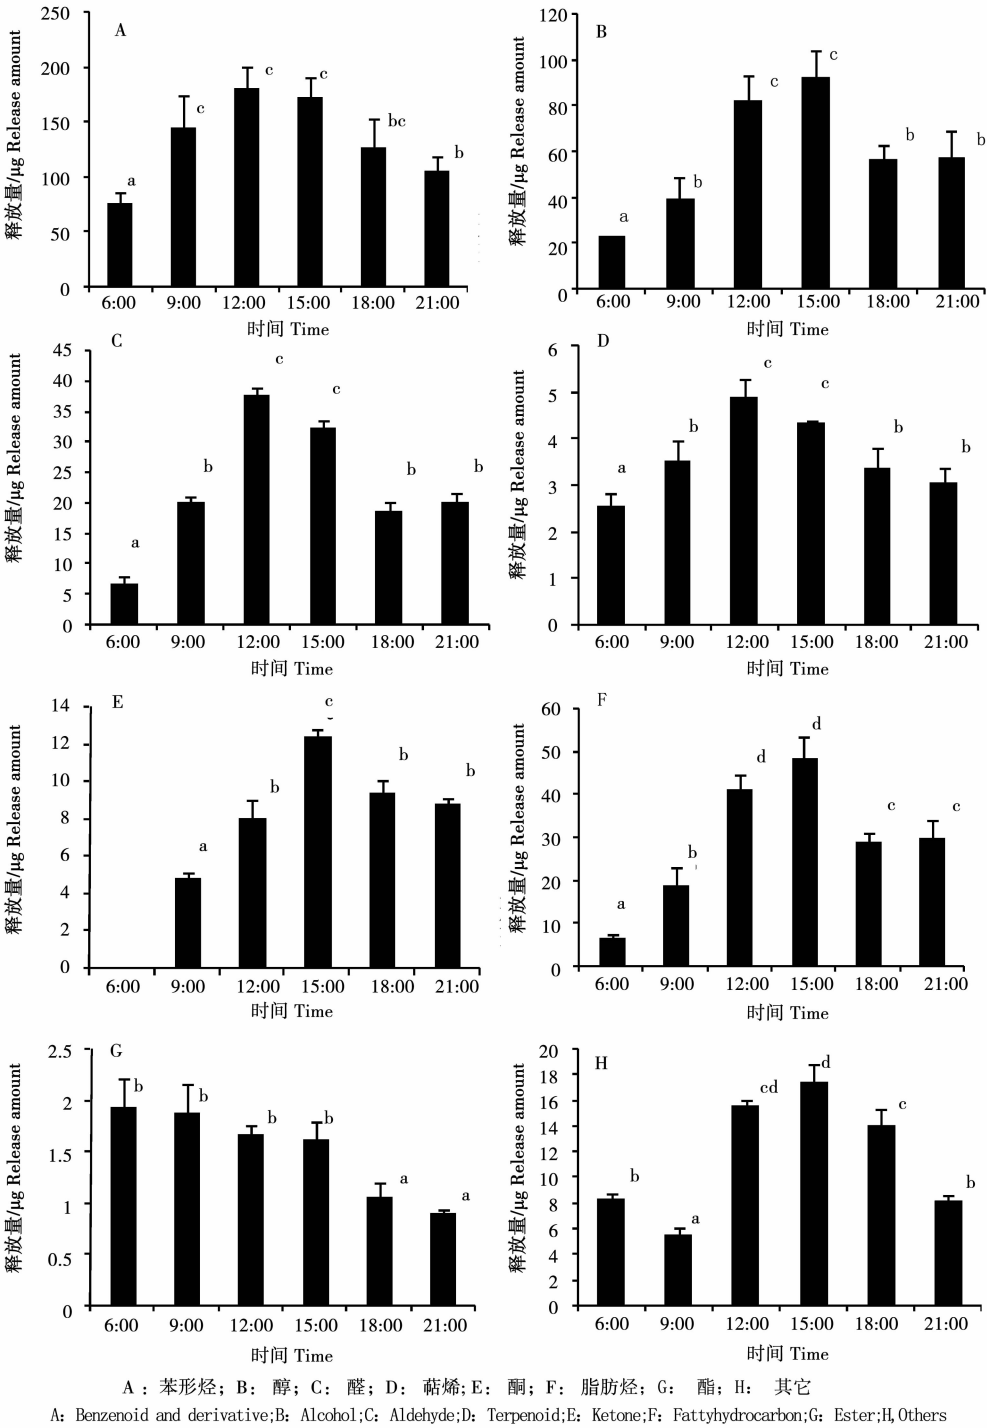 A
释放量/μg Release amount
250
200
150
100
50
0
a
c
c
c
bc
b
6:00 9:00 12:00 15:00 18:00 21:00
时间 Time
B
释放量/μg Release amount
120
100
80
60
40
20
0
a
b
c
c
b
b
6:00 9:00 12:00 15:00 18:00 21:00
时间 Time
C
释放量/μg Release amount
45
40
35
30
25
20
15
10
5
0
a
b
c
c
b
b
6:00 9:00 12:00 15:00 18:00 21:00
时间 Time
D
释放量/μg Release amount
6
5
4
3
2
1
0
a
b
c
c
b
b
6:00 9:00 12:00 15:00 18:00 21:00
时间 Time
E
释放量/μg Release amount
14
12
10
8
6
4
2
0
a
b
c
b
b
6:00 9:00 12:00 15:00 18:00 21:00
时间 Time
F
释放量/μg Release amount
60
50
40
30
20
10
0
a
b
d
d
c
c
6:00 9:00 12:00 15:00 18:00 21:00
时间 Time
G
释放量/μg Release amount
2.5
2
1.5
1
0.5
0
b
b
b
b
a
a
6:00 9:00 12:00 15:00 18:00 21:00
时间 Time
H
释放量/μg Release amount
20
18
16
14
12
10
8
6
4
2
0
b
a
cd
d
c
b
6:00 9:00 12:00 15:00 18:00 21:00
时间 Time
A：苯形烃；B：醇；C：醛；D：萜烯；E：酮；F：脂肪烃；G：酯；H：其它
A: Benzenoid and derivative;B: Alcohol;C: Aldehyde;D: Terpenoid;E: Ketone;F: Fattyhydrocarbon;G: Ester;H,Others